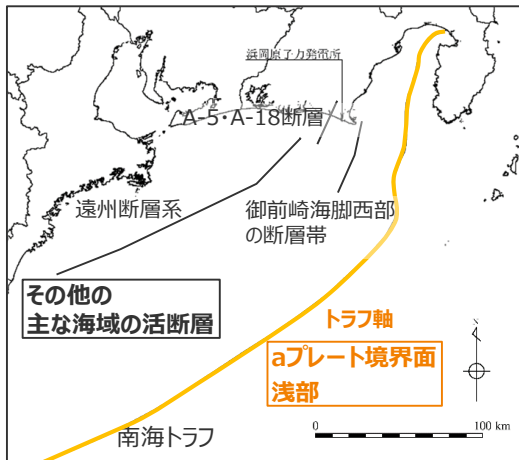 浜岡原子力発電所
A-5・A-18断層
遠州断層系
御前崎海脚西部
の断層帯
その他の
主な海域の活断層
トラフ軸
aプレート境界面
浅部
南海トラフ
N
0 100 km